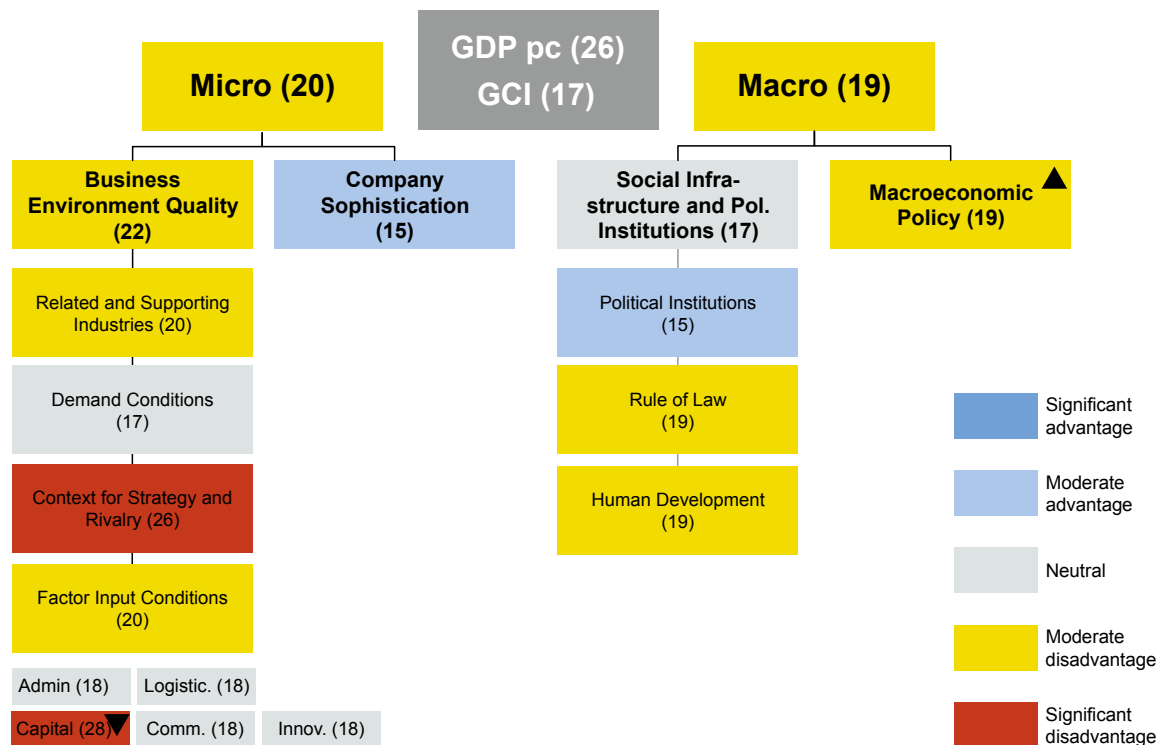 GDP pc (26)
GCI (17)
Micro (20)
Macro (19)
Business
Environment Quality
(22)
Company
Sophistication
(15)
Social Infra-
structure and Pol.
Institutions (17)
Macroeconomic
Policy (19)
Related and Supporting
Industries (20)
Demand Conditions
(17)
Context for Strategy and
Rivalry (26)
Factor Input Conditions
(20)
Admin (18)
Logistic. (18)
Capital (28)
Comm. (18)
Innov. (18)
Political Institutions
(15)
Rule of Law
(19)
Human Development
(19)
Significant
advantage
Moderate
advantage
Neutral
Moderate
disadvantage
Significant
disadvantage